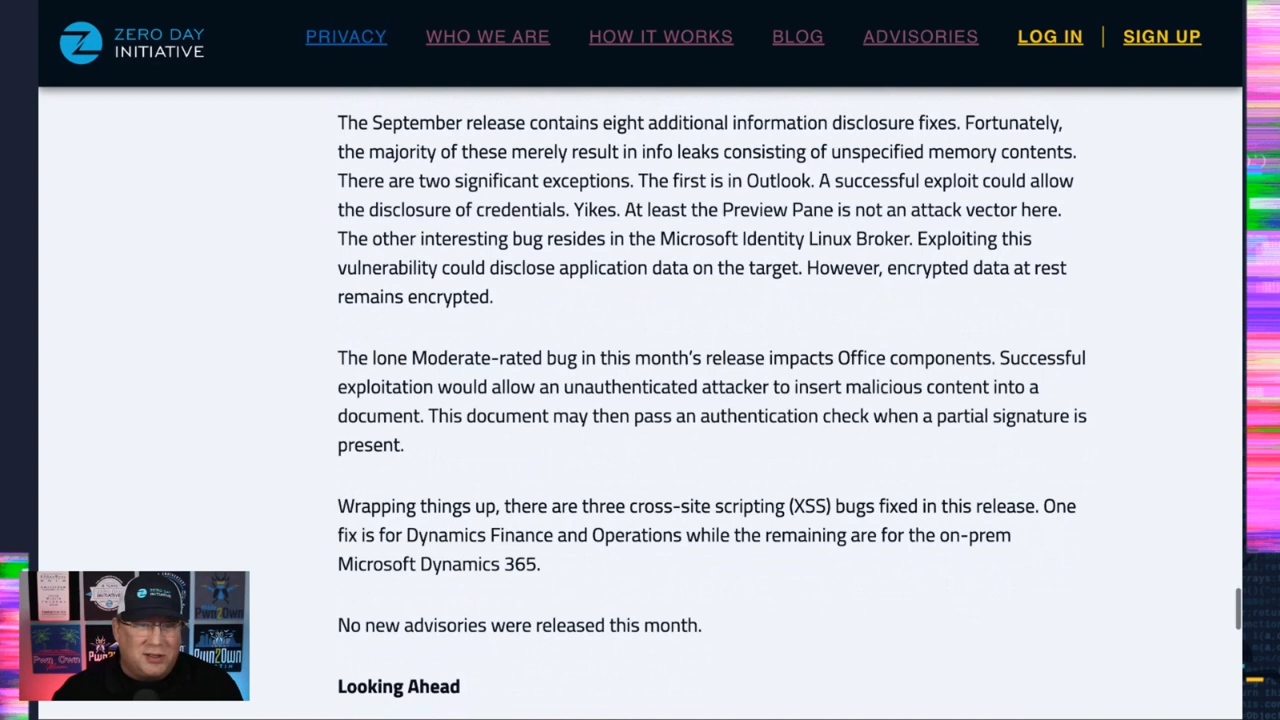 ZERO DAY
INITIATIVE
PRIVACY
WHO WE ARE
HOW IT WORKS
BLOG
ADVISORIES
LOG IN
SIGN UP
The September release contains eight additional information disclosure fixes. Fortunately,
the majority of these merely result in info leaks consisting of unspecified memory contents.
There are two significant exceptions. The first is in Outlook. A successful exploit could allow
the disclosure of credentials. Yikes. At least the Preview Pane is not an attack vector here.
The other interesting bug resides in the Microsoft Identity Linux Broker. Exploiting this
vulnerability could disclose application data on the target. However, encrypted data at rest
remains encrypted.
The lone Moderate-rated bug in this month’s release impacts Office components. Successful
exploitation would allow an unauthenticated attacker to insert malicious content into a
document. This document may then pass an authentication check when a partial signature is
present.
Wrapping things up, there are three cross-site scripting (XSS) bugs fixed in this release. One
fix is for Dynamics Finance and Operations while the remaining are for the on-prem
Microsoft Dynamics 365.
No new advisories were released this month.
Looking Ahead
ZERO DAY
INITIATIVE
Pwn2Own
Pwn2Own